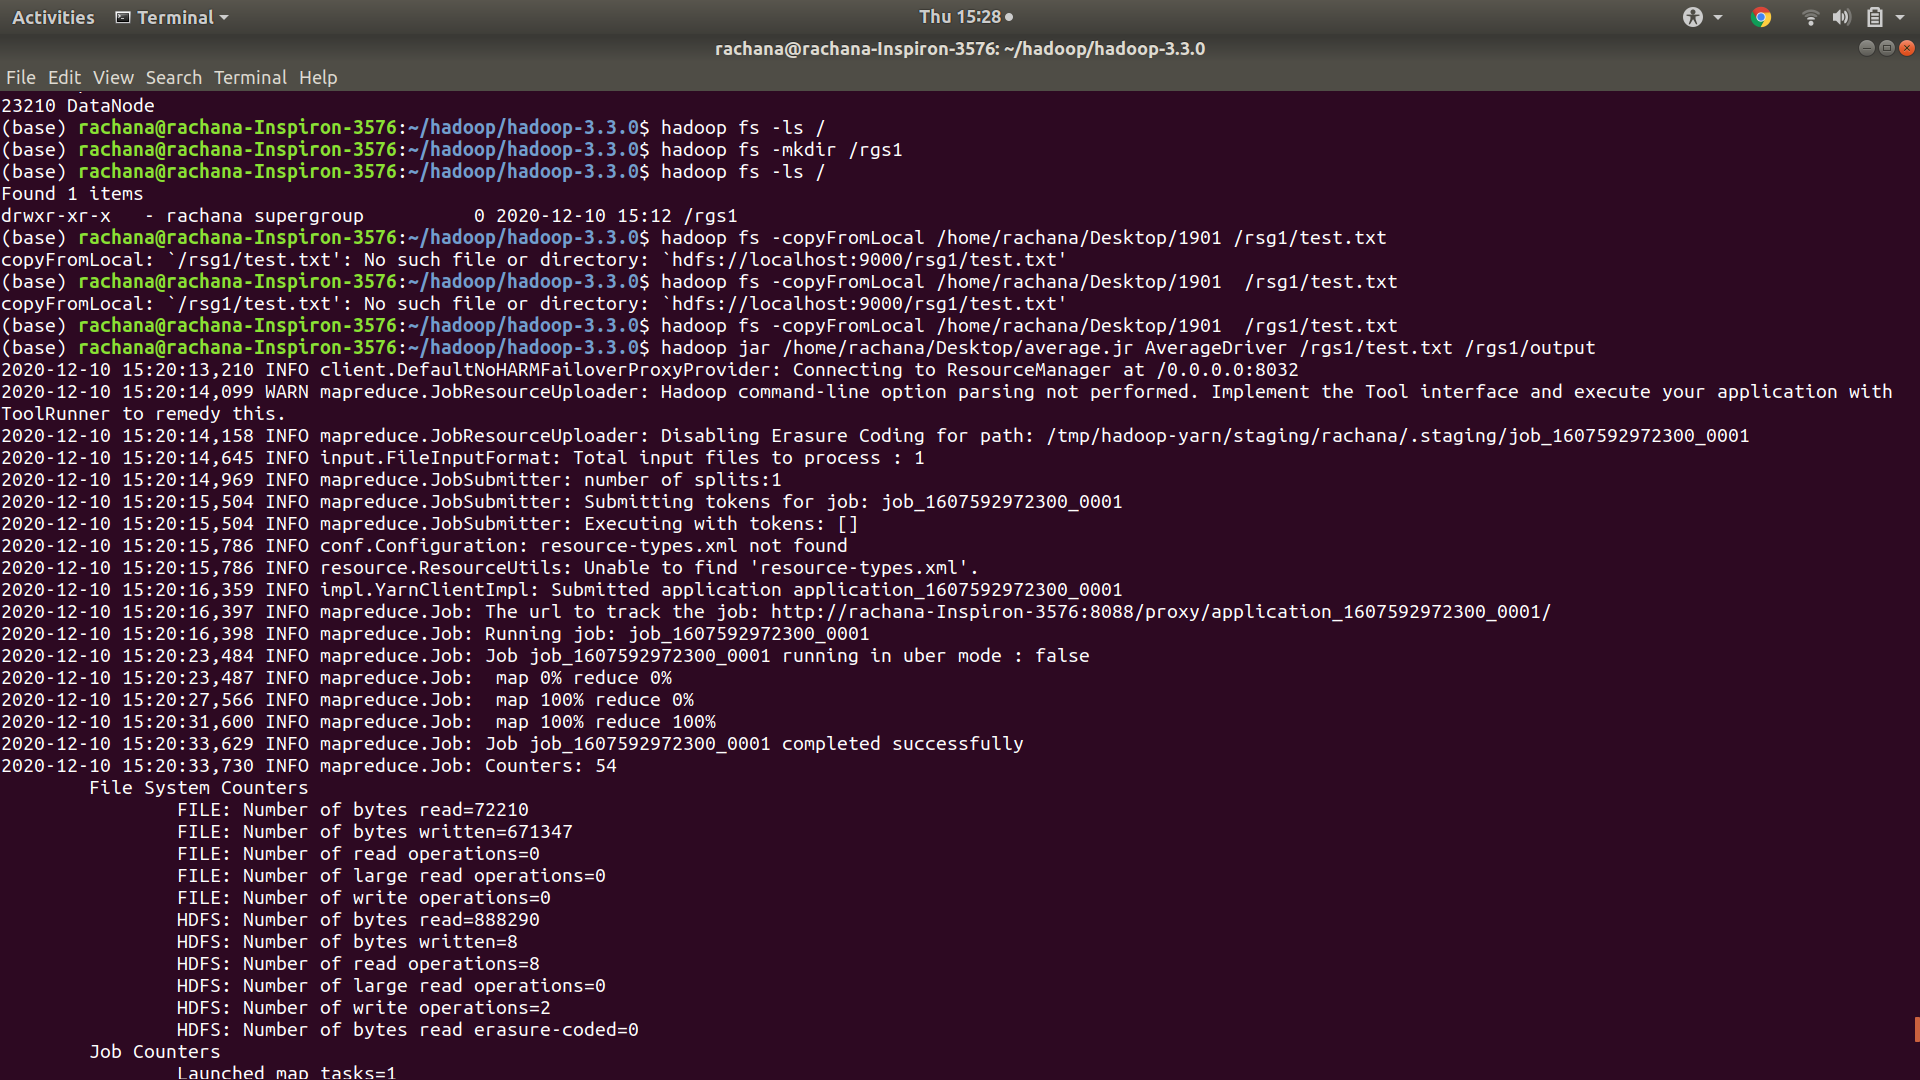 Activities Terminal Thu 15:28
rachana@rachana-Inspiron-3576: ~/hadoop/hadoop-3.3.0
File Edit View Search Terminal Help
23210 DataNode
(base) rachana@rachana-Inspiron-3576:~/hadoop/hadoop-3.3.0$ hadoop fs -ls /
(base) rachana@rachana-Inspiron-3576:~/hadoop/hadoop-3.3.0$ hadoop fs -mkdir /rgs1
(base) rachana@rachana-Inspiron-3576:~/hadoop/hadoop-3.3.0$ hadoop fs -ls /
Found 1 items
drwxr-xr-x   - rachana supergroup          0 2020-12-10 15:12 /rgs1
(base) rachana@rachana-Inspiron-3576:~/hadoop/hadoop-3.3.0$ hadoop fs -copyFromLocal /home/rachana/Desktop/1901 /rsg1/test.txt
copyFromLocal: `/rsg1/test.txt': No such file or directory: `hdfs://localhost:9000/rsg1/test.txt'
(base) rachana@rachana-Inspiron-3576:~/hadoop/hadoop-3.3.0$ hadoop fs -copyFromLocal /home/rachana/Desktop/1901  /rsg1/test.txt
copyFromLocal: `/rsg1/test.txt': No such file or directory: `hdfs://localhost:9000/rsg1/test.txt'
(base) rachana@rachana-Inspiron-3576:~/hadoop/hadoop-3.3.0$ hadoop fs -copyFromLocal /home/rachana/Desktop/1901  /rgs1/test.txt
(base) rachana@rachana-Inspiron-3576:~/hadoop/hadoop-3.3.0$ hadoop jar /home/rachana/Desktop/average.jr AverageDriver /rgs1/test.txt /rgs1/output
2020-12-10 15:20:13,210 INFO client.DefaultNoHARMFailoverProxyProvider: Connecting to ResourceManager at /0.0.0.0:8032
2020-12-10 15:20:14,099 WARN mapreduce.JobResourceUploader: Hadoop command-line option parsing not performed. Implement the Tool interface and execute your application with
ToolRunner to remedy this.
2020-12-10 15:20:14,158 INFO mapreduce.JobResourceUploader: Disabling Erasure Coding for path: /tmp/hadoop-yarn/staging/rachana/.staging/job_1607592972300_0001
2020-12-10 15:20:14,645 INFO input.FileInputFormat: Total input files to process : 1
2020-12-10 15:20:14,969 INFO mapreduce.JobSubmitter: number of splits:1
2020-12-10 15:20:15,504 INFO mapreduce.JobSubmitter: Submitting tokens for job: job_1607592972300_0001
2020-12-10 15:20:15,504 INFO mapreduce.JobSubmitter: Executing with tokens: []
2020-12-10 15:20:15,786 INFO conf.Configuration: resource-types.xml not found
2020-12-10 15:20:15,786 INFO resource.ResourceUtils: Unable to find 'resource-types.xml'.
2020-12-10 15:20:16,359 INFO impl.YarnClientImpl: Submitted application application_1607592972300_0001
2020-12-10 15:20:16,397 INFO mapreduce.Job: The url to track the job: http://rachana-Inspiron-3576:8088/proxy/application_1607592972300_0001/
2020-12-10 15:20:16,398 INFO mapreduce.Job: Running job: job_1607592972300_0001
2020-12-10 15:20:23,484 INFO mapreduce.Job: Job job_1607592972300_0001 running in uber mode : false
2020-12-10 15:20:23,487 INFO mapreduce.Job:  map 0% reduce 0%
2020-12-10 15:20:27,566 INFO mapreduce.Job:  map 100% reduce 0%
2020-12-10 15:20:31,600 INFO mapreduce.Job:  map 100% reduce 100%
2020-12-10 15:20:33,629 INFO mapreduce.Job: Job job_1607592972300_0001 completed successfully
2020-12-10 15:20:33,730 INFO mapreduce.Job: Counters: 54
File System Counters
FILE: Number of bytes read=72210
FILE: Number of bytes written=671347
FILE: Number of read operations=0
FILE: Number of large read operations=0
FILE: Number of write operations=0
HDFS: Number of bytes read=888290
HDFS: Number of bytes written=8
HDFS: Number of read operations=8
HDFS: Number of large read operations=0
HDFS: Number of write operations=2
HDFS: Number of bytes read erasure-coded=0
Job Counters
Launched map tasks=1